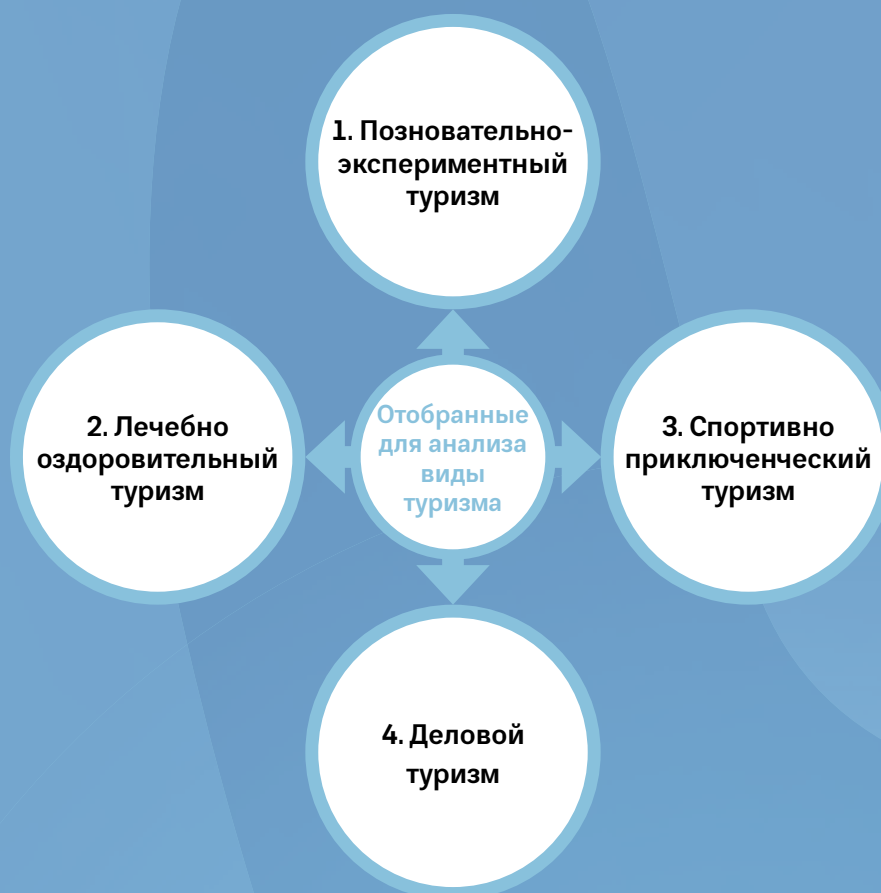 1. Позновательно-
экспериментный
туризм
2. Лечебно
оздоровительный
туризм
Отобранные
для анализа
виды
туризма
3. Спортивно
приключенческий
туризм
4. Деловой
туризм